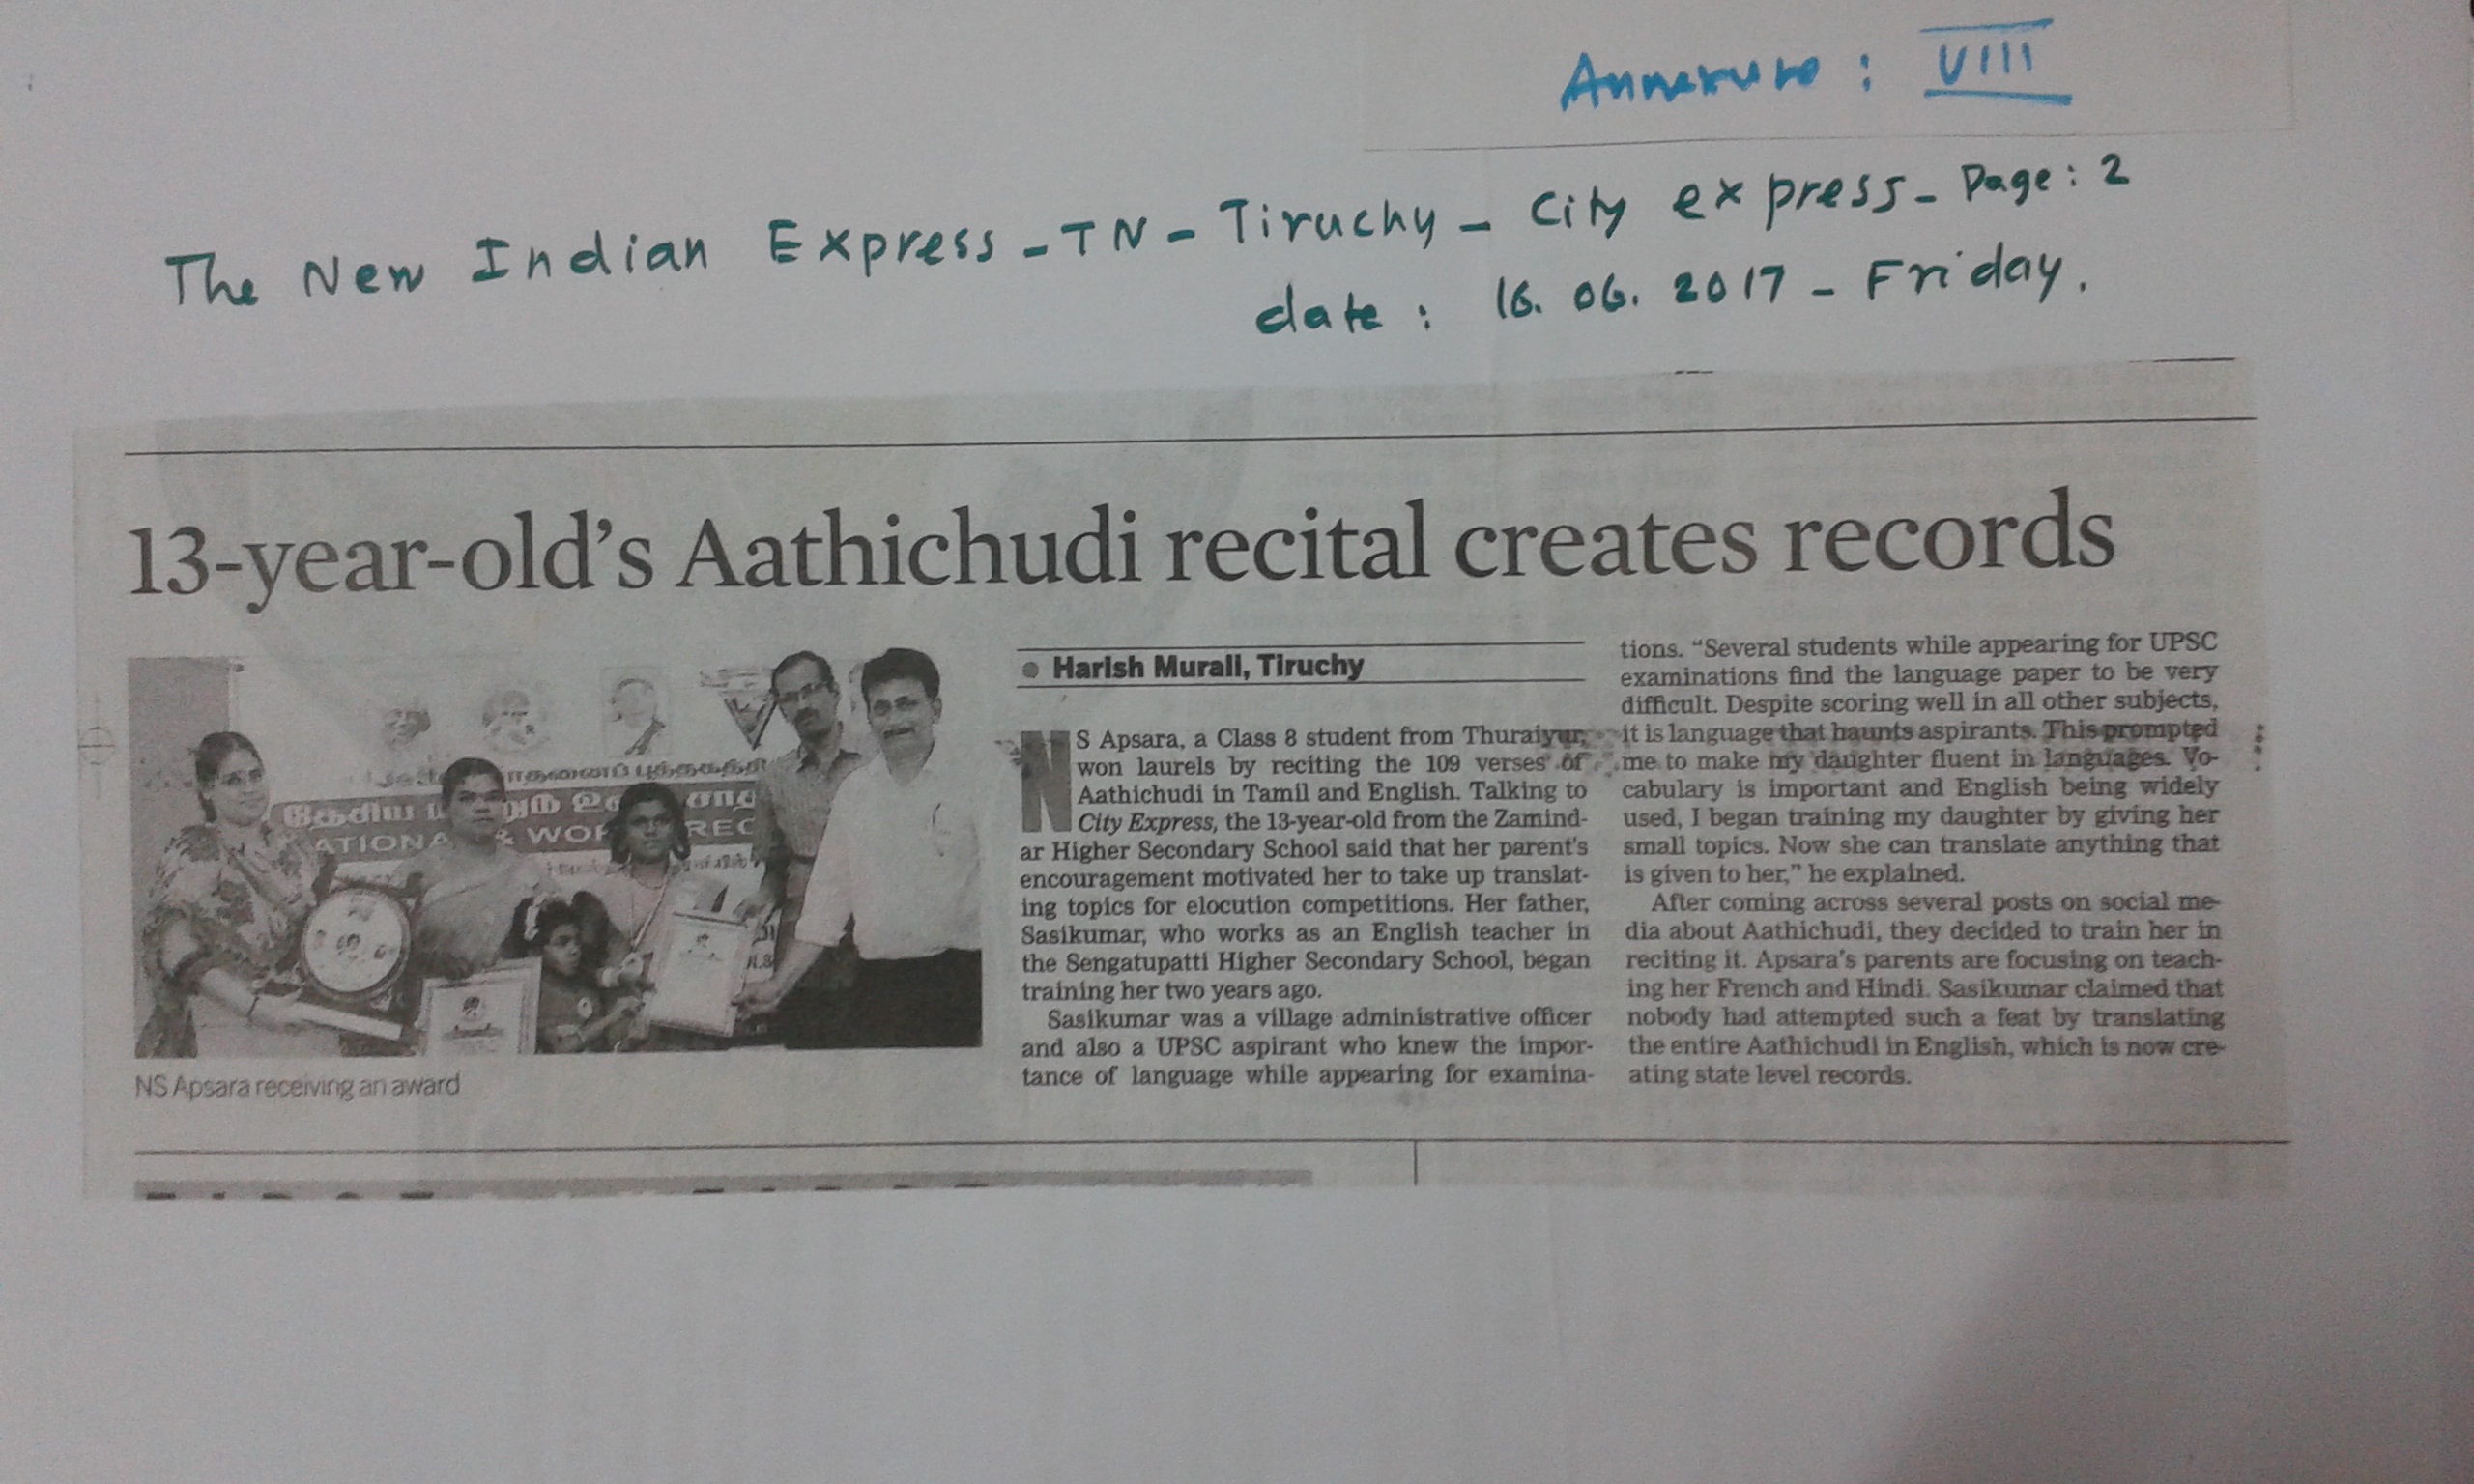 Annexure : VIII
The New Indian Express - TN - Tiruchy - City express - Page: 2
date : 16. 06. 2017 - Friday.
13-year-old's Aathichudi recital creates records
NATIONAL & WOR REC
NS Apsara receiving an award
• Harish Murali, Tiruchy
NS Apsara, a Class 8 student from Thuraiyur,
won laurels by reciting the 109 verses of
Aathichudi in Tamil and English. Talking to
City Express, the 13-year-old from the Zamind-
ar Higher Secondary School said that her parent's
encouragement motivated her to take up translat-
ing topics for elocution competitions. Her father,
Sasikumar, who works as an English teacher in
the Sengatupatti Higher Secondary School, began
training her two years ago.
Sasikumar was a village administrative officer
and also a UPSC aspirant who knew the impor-
tance of language while appearing for examina-
tions. “Several students while appearing for UPSC
examinations find the language paper to be very
difficult. Despite scoring well in all other subjects,
it is language that haunts aspirants. This prompted
me to make my daughter fluent in languages. Vo-
cabulary is important and English being widely
used, I began training my daughter by giving her
small topics. Now she can translate anything that
is given to her,” he explained.
After coming across several posts on social me-
dia about Aathichudi, they decided to train her in
reciting it. Apsara's parents are focusing on teach-
ing her French and Hindi. Sasikumar claimed that
nobody had attempted such a feat by translating
the entire Aathichudi in English, which is now cre-
ating state level records.